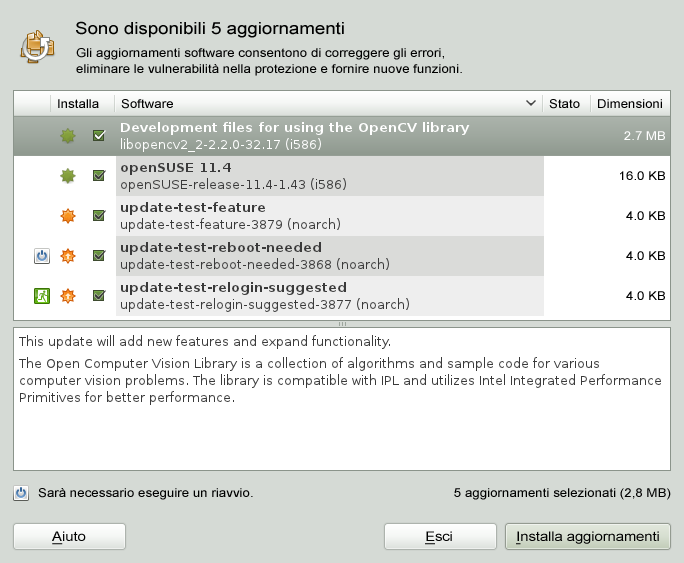 Sono disponibili 5 aggiornamenti
Gli aggiornamenti software consentono di correggere gli errori,
eliminare le vulnerabilità nella protezione e fornire nuove funzioni.
Installa Software Stato Dimensioni
Development files for using the OpenCV library
libopencv2_2-2.2.0-32.17 (i586) 2.7 MB
openSUSE 11.4
openSUSE-release-11.4-1.43 (i586) 16.0 KB
update-test-feature
update-test-feature-3879 (noarch) 4.0 KB
update-test-reboot-needed
update-test-reboot-needed-3868 (noarch) 4.0 KB
update-test-relogin-suggested
update-test-relogin-suggested-3877 (noarch) 4.0 KB
This update will add new features and expand functionality.
The Open Computer Vision Library is a collection of algorithms and sample code for various
computer vision problems. The library is compatible with IPL and utilizes Intel Integrated Performance
Primitives for better performance.
Sarà necessario eseguire un riavvio. 5 aggiornamenti selezionati (2,8 MB)
Aiuto Esci Installa aggiornamenti